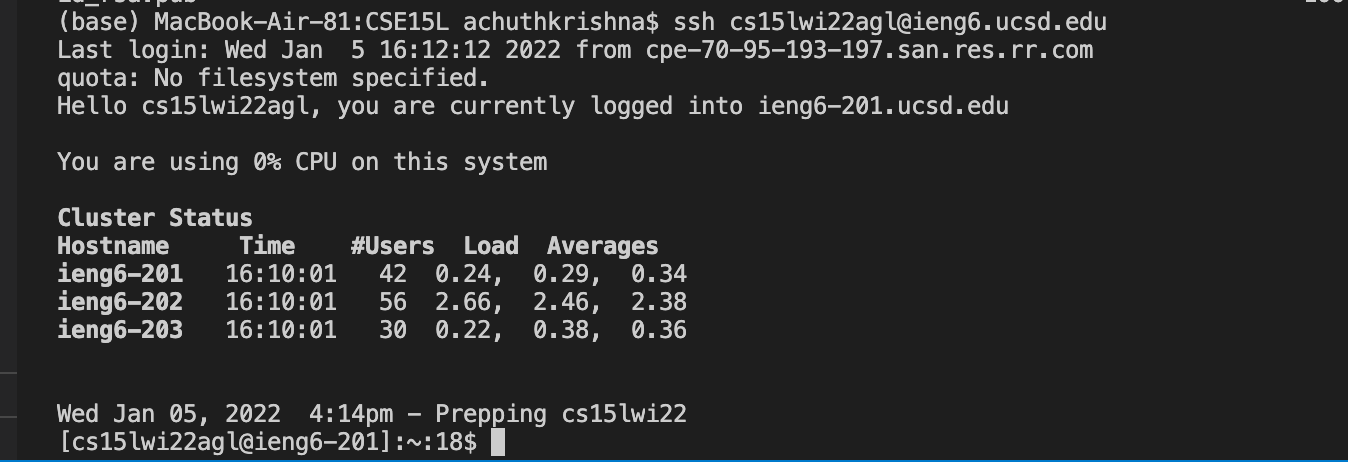 (base) MacBook-Air-81:CSE15L achuthkrishna$ ssh cs15lwi22agl@ieng6.ucsd.edu
Last login: Wed Jan  5 16:12:12 2022 from cpe-70-95-193-197.san.res.rr.com
quota: No filesystem specified.
Hello cs15lwi22agl, you are currently logged into ieng6-201.ucsd.edu
You are using 0% CPU on this system
Cluster Status
Hostname     Time    #Users  Load  Averages
ieng6-201   16:10:01   42  0.24,  0.29,  0.34
ieng6-202   16:10:01   56  2.66,  2.46,  2.38
ieng6-203   16:10:01   30  0.22,  0.38,  0.36
Wed Jan 05, 2022  4:14pm - Prepping cs15lwi22
[cs15lwi22agl@ieng6-201]:~:18$